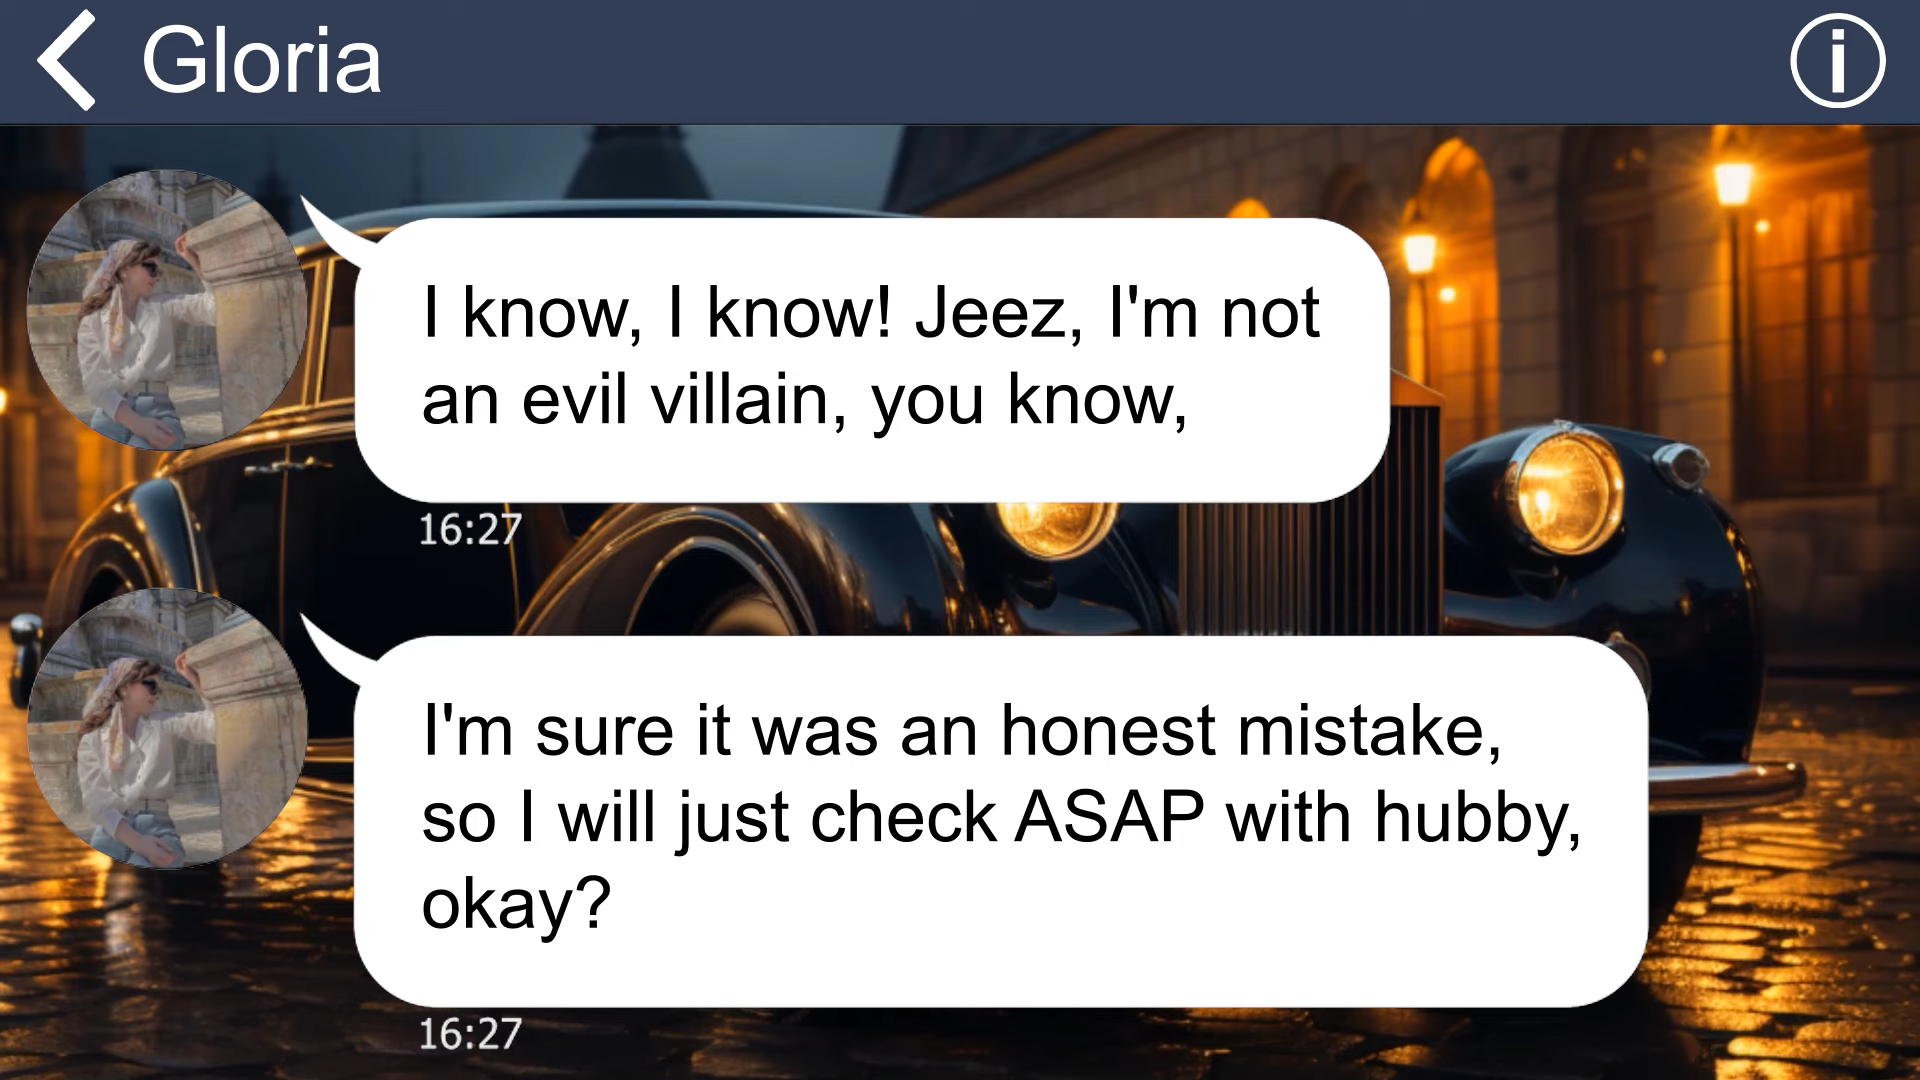 Gloria
I know, I know! Jeez, I'm not
an evil villain, you know,
16:27
I'm sure it was an honest mistake,
so I will just check ASAP with hubby,
okay?
16:27